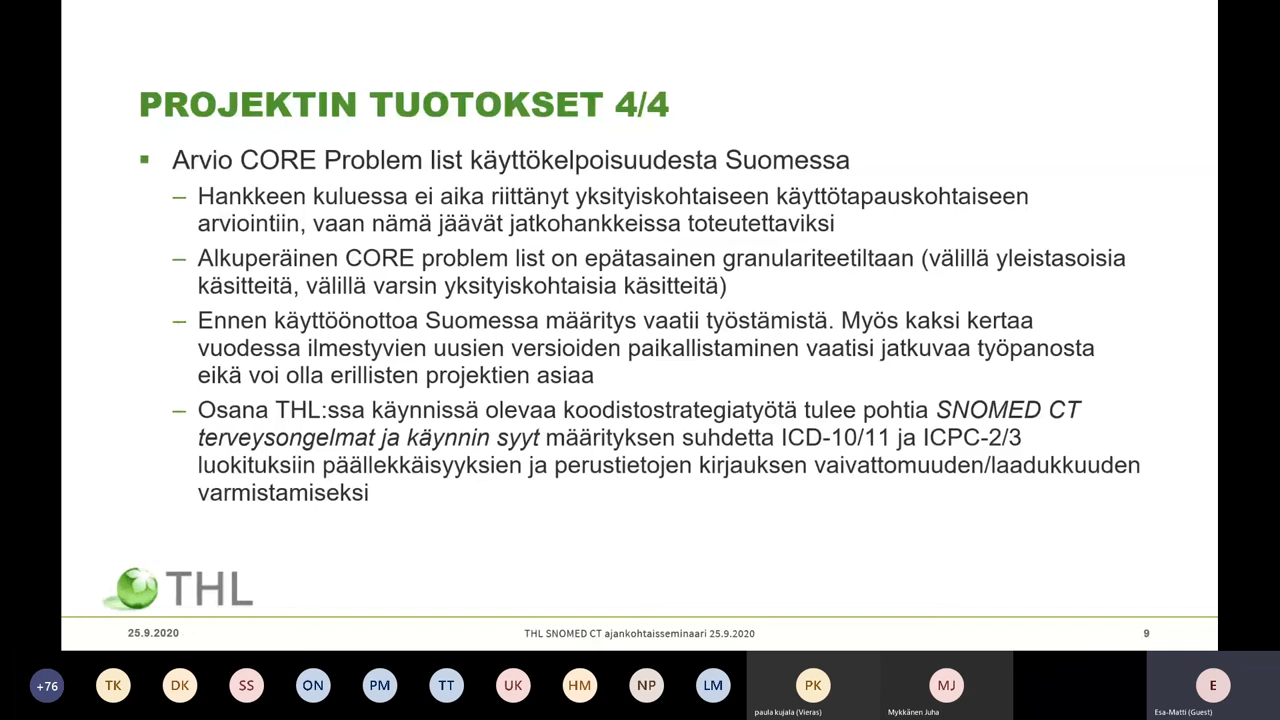 PROJEKTIN TUOTOKSET 4/4
▪ Arvio CORE Problem list käyttökelpoisuudesta Suomessa
– Hankkeen kuluessa ei aika riittänyt yksityiskohtaiseen käyttötapauskohtaiseen
arviointiin, vaan nämä jäävät jatkohankkeissa toteutettaviksi
– Alkuperäinen CORE problem list on epätasainen granulariteetiltaan (välillä yleistasoisia
käsitteitä, välillä varsin yksityiskohtaisia käsitteitä)
– Ennen käyttöönottoa Suomessa määritys vaatii työstämistä. Myös kaksi kertaa
vuodessa ilmestyvien uusien versioiden paikallistaminen vaatisi jatkuvaa työpanosta
eikä voi olla erillisten projektien asiaa
– Osana THL:ssa käynnissä olevaa koodistostrategiatyötä tulee pohtia SNOMED CT
terveysongelmat ja käynnin syyt määrityksen suhdetta ICD-10/11 ja ICPC-2/3
luokituksiin päällekkäisyyksien ja perustietojen kirjauksen vaivattomuuden/laadukkuuden
varmistamiseksi
THL
25.9.2020 THL SNOMED CT ajankohtaisseminaari 25.9.2020 9
+76 TK DK SS ON PM TT UK HM NP LM PK MJ E
paula kujala (Vieras) Mykkänen Juha Esa-Matti (Guest)